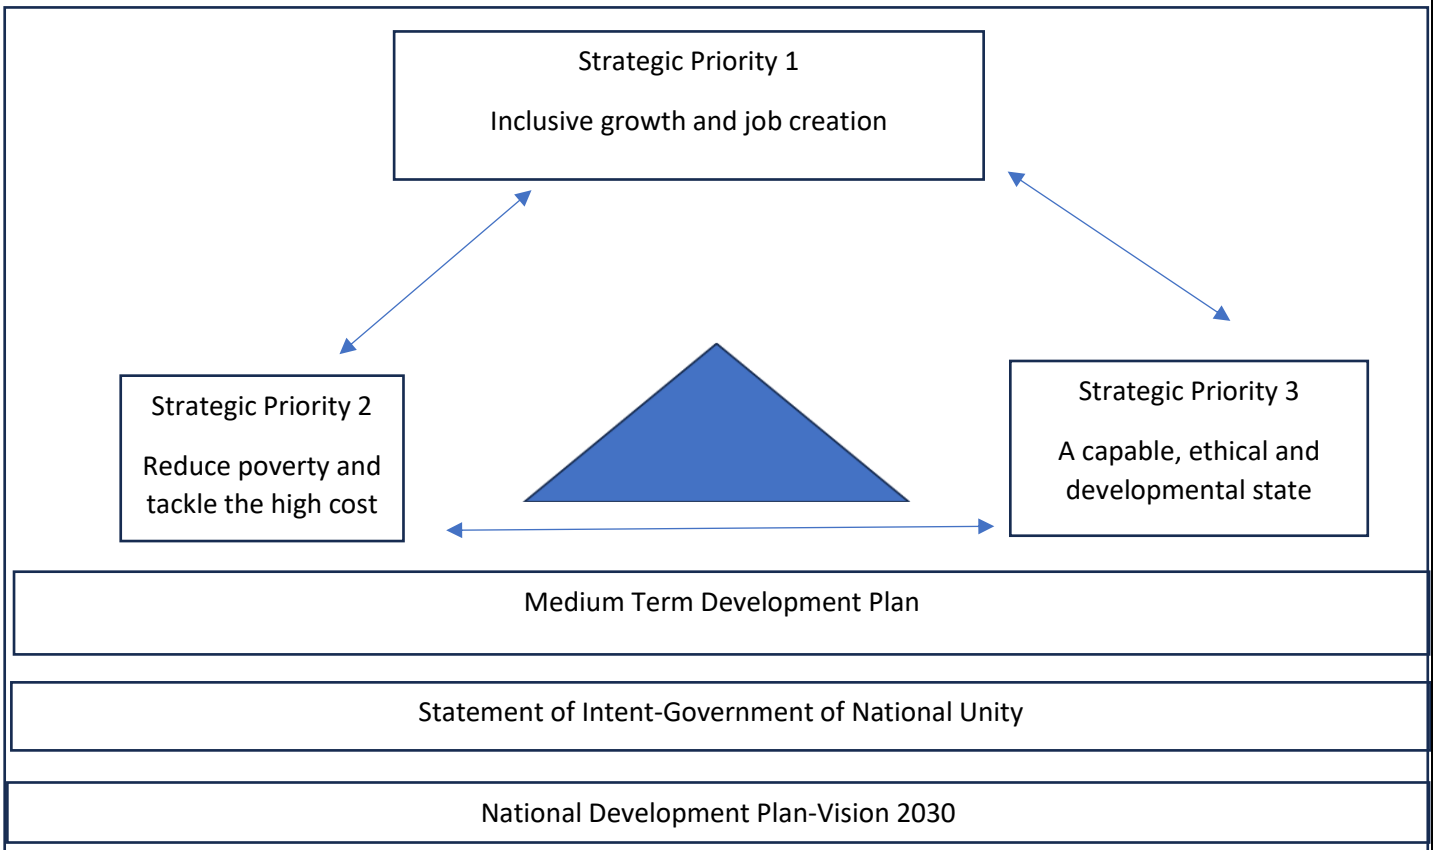 Strategic Priority 1
Inclusive growth and job creation
Strategic Priority 2
Reduce poverty and
tackle the high cost
Strategic Priority 3
A capable, ethical and
developmental state
Medium Term Development Plan
Statement of Intent-Government of National Unity
National Development Plan-Vision 2030